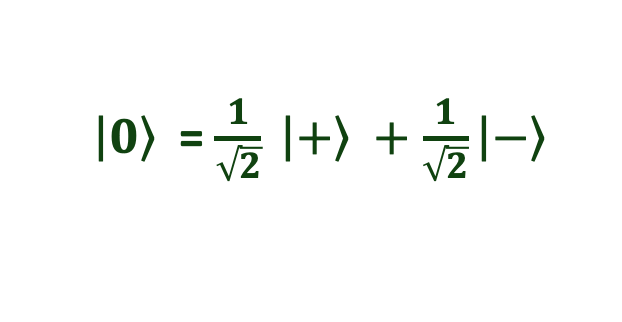 |0⟩ = 1/√2 |+⟩ + 1/√2 |−⟩